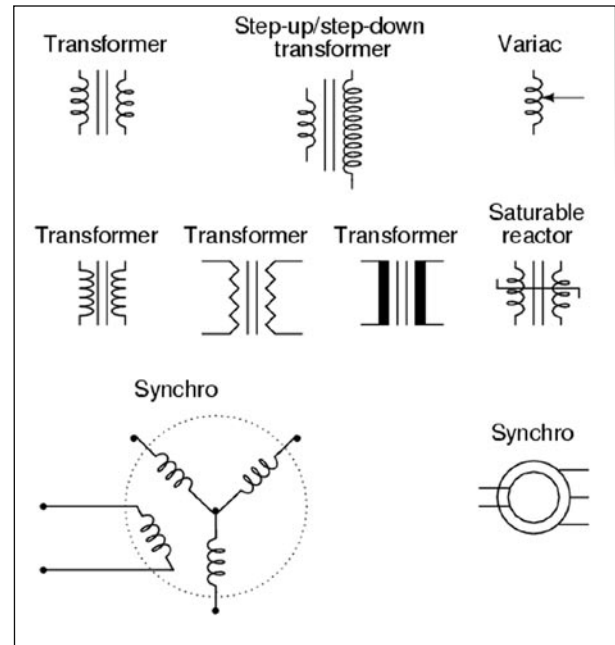 Transformer
Step-up/step-down
transformer
Variac
Transformer
Transformer
Transformer
Saturable
reactor
Synchro
Synchro